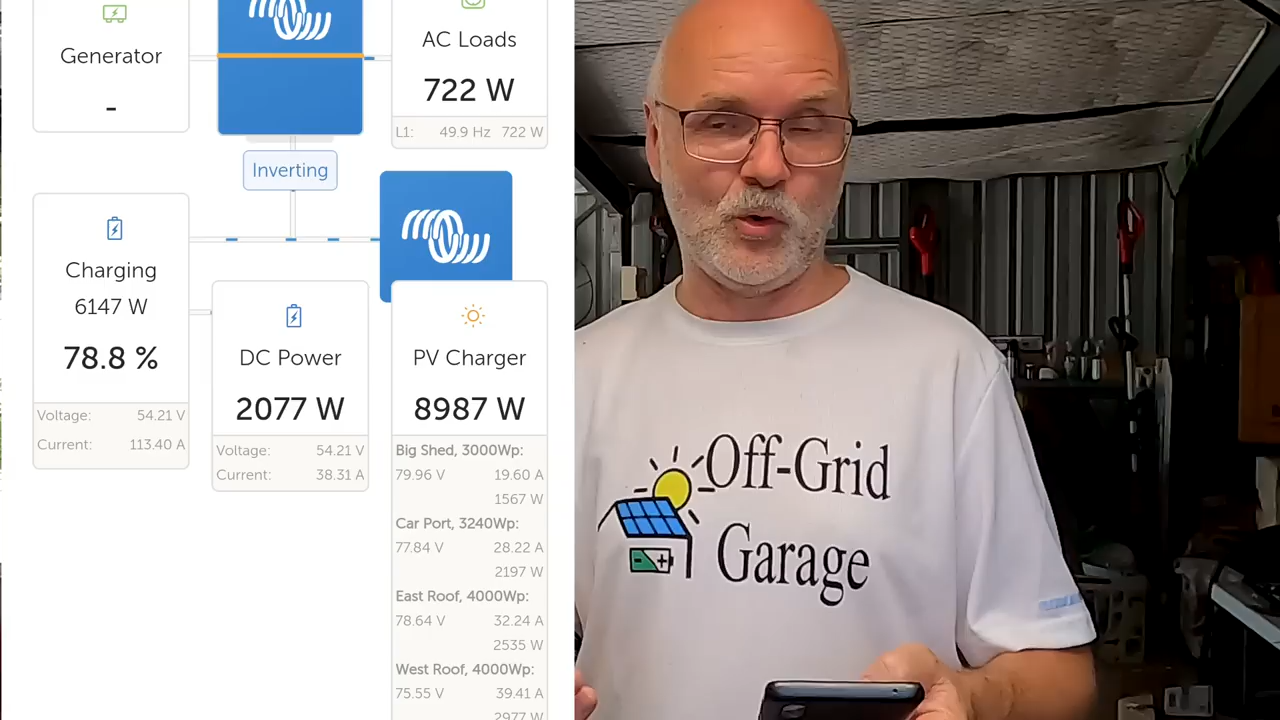 Generator
-
AC Loads
722 W
L1: 49.9 Hz 722 W
Inverting
Charging
6147 W
78.8 %
Voltage: 54.21 V
Current: 113.40 A
DC Power
2077 W
Voltage: 54.21 V
Current: 38.31 A
PV Charger
8987 W
Big Shed, 3000Wp:
79.96 V 19.60 A
1567 W
Car Port, 3240Wp:
77.84 V 28.22 A
2197 W
East Roof, 4000Wp:
78.64 V 32.24 A
2535 W
West Roof, 4000Wp:
75.55 V 39.41 A
2977 W
Off-Grid
Garage